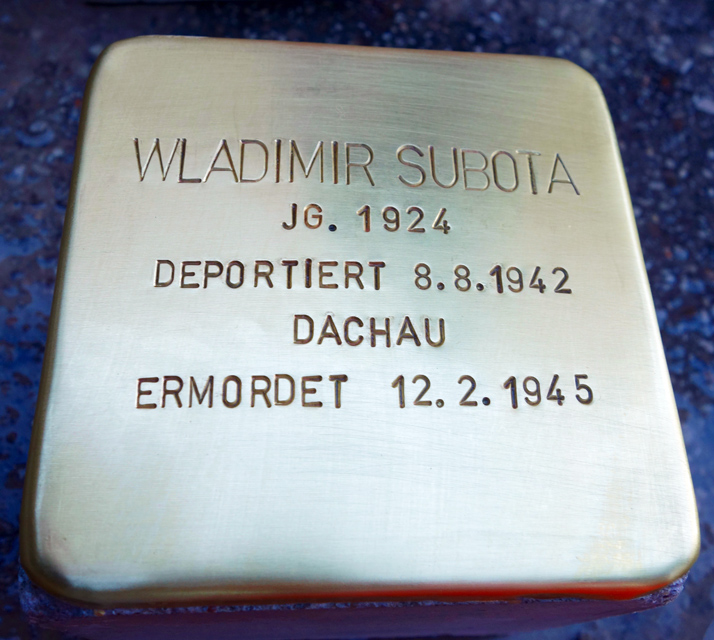 WLADIMIR SUBOTA
JG. 1924
DEPORTIERT 8.8.1942
DACHAU
ERMORDET 12.2.1945